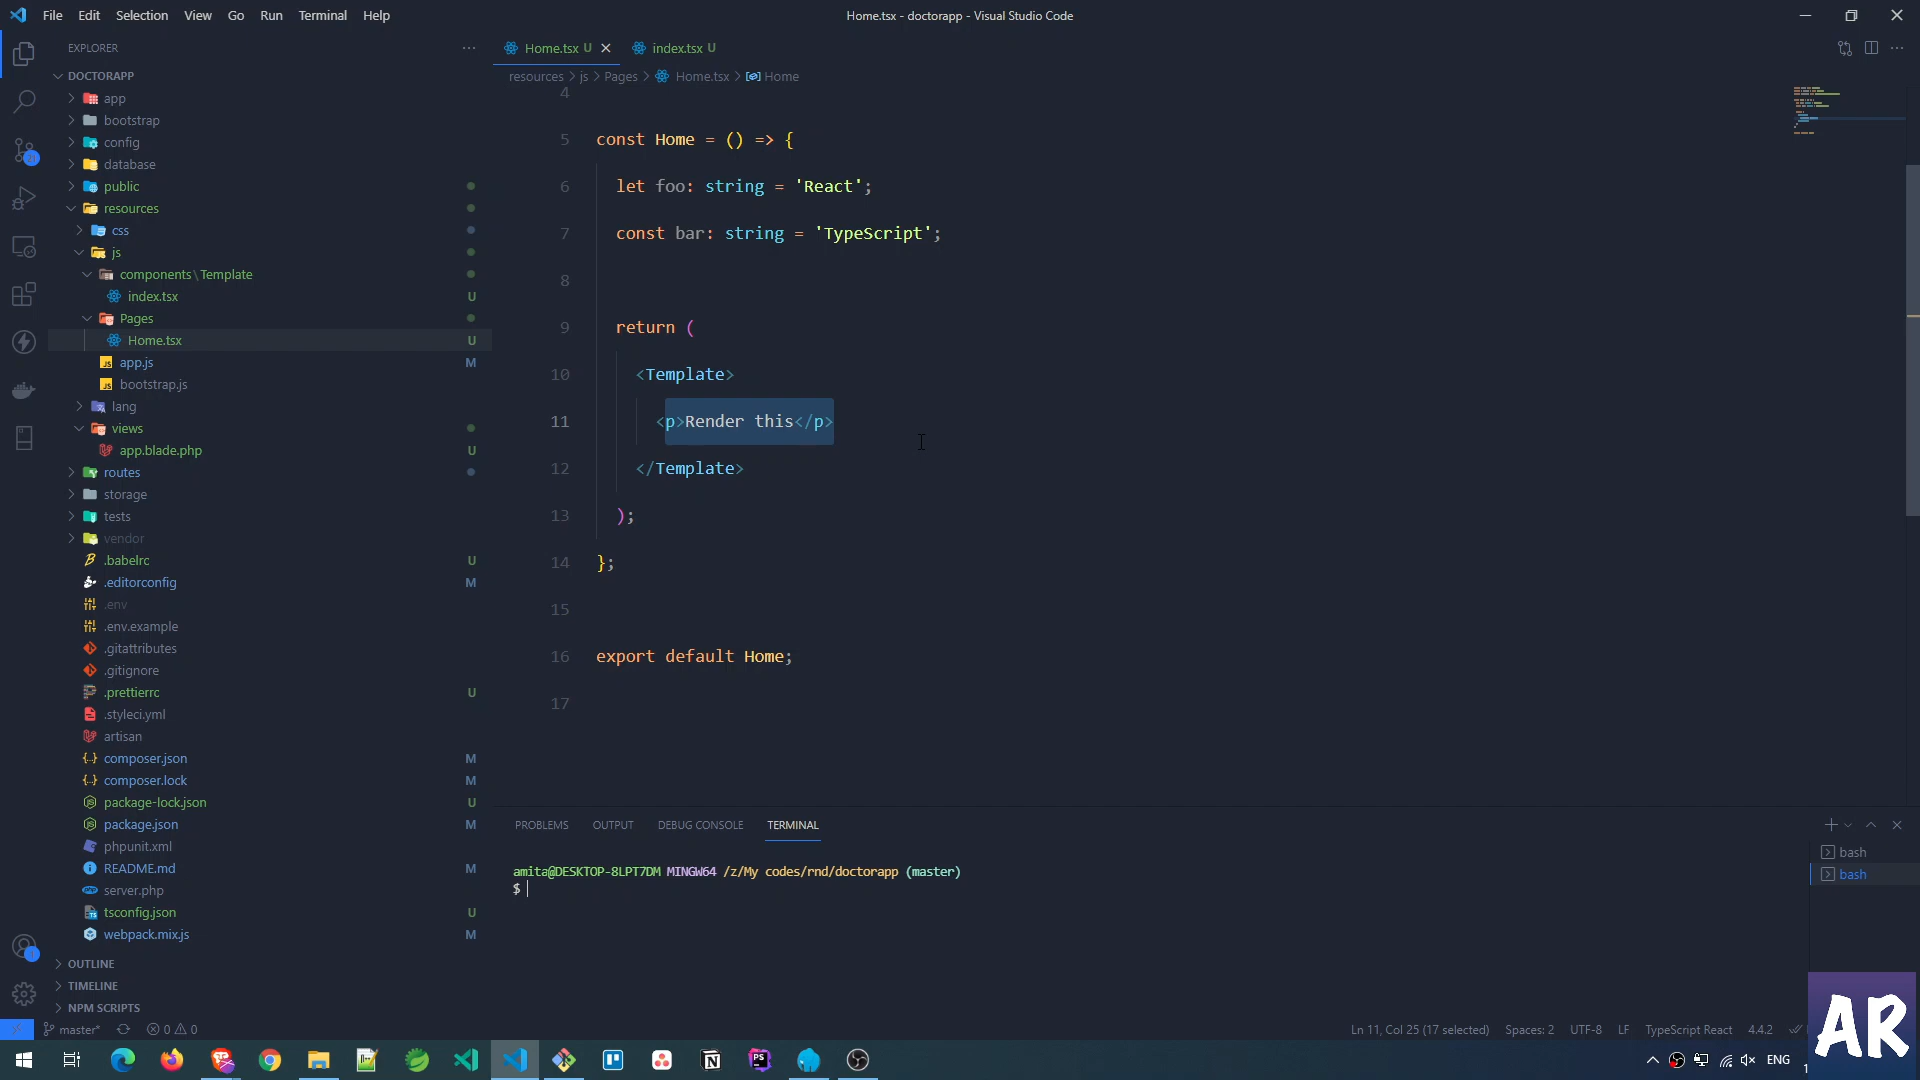 File Edit Selection View Go Run Terminal Help
Home.tsx - doctorapp - Visual Studio Code
EXPLORER
DOCTORAPP
app
bootstrap
config
database
public
resources
css
js
components\Template
index.tsx U
Pages
Home.tsx U
app.js M
bootstrap.js
lang
views
app.blade.php U
routes
storage
tests
vendor
.babelrc U
.editorconfig M
.env
.env.example
.gitattributes
.gitignore
.prettierrc U
.styleci.yml
artisan
composer.json M
composer.lock M
package-lock.json U
package.json M
phpunit.xml
README.md M
server.php
tsconfig.json U
webpack.mix.js M
OUTLINE
TIMELINE
NPM SCRIPTS
Home.tsx U index.tsx U
resources > js > Pages > Home.tsx > Home
4
5 const Home = () => {
6 let foo: string = 'React';
7 const bar: string = 'TypeScript';
8
9 return (
10 <Template>
11 <p>Render this</p>
12 </Template>
13 );
14 };
15
16 export default Home;
17
PROBLEMS OUTPUT DEBUG CONSOLE TERMINAL
amita@DESKTOP-8LPT7DM MINGW64 /z/My codes/rnd/doctorapp (master)
$
bash
bash
master* 0 0
Ln 11, Col 25 (17 selected) Spaces: 2 UTF-8 LF TypeScript React 4.4.2
ENG
AR